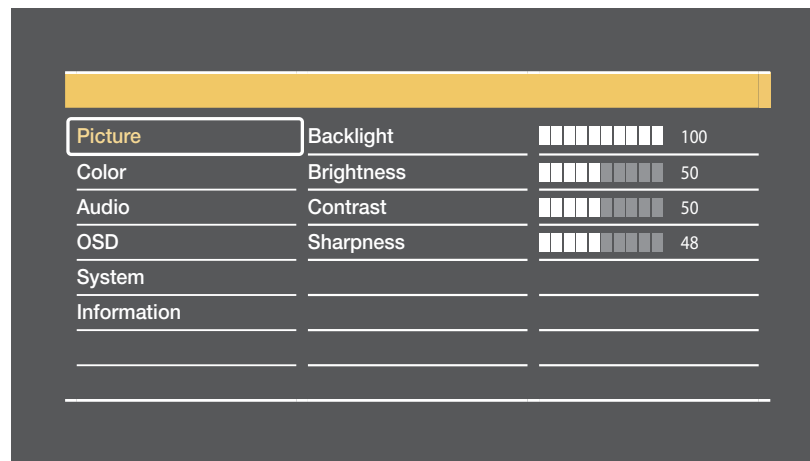 Picture Backlight 100
Color Brightness 50
Audio Contrast 50
OSD Sharpness 48
System
Information